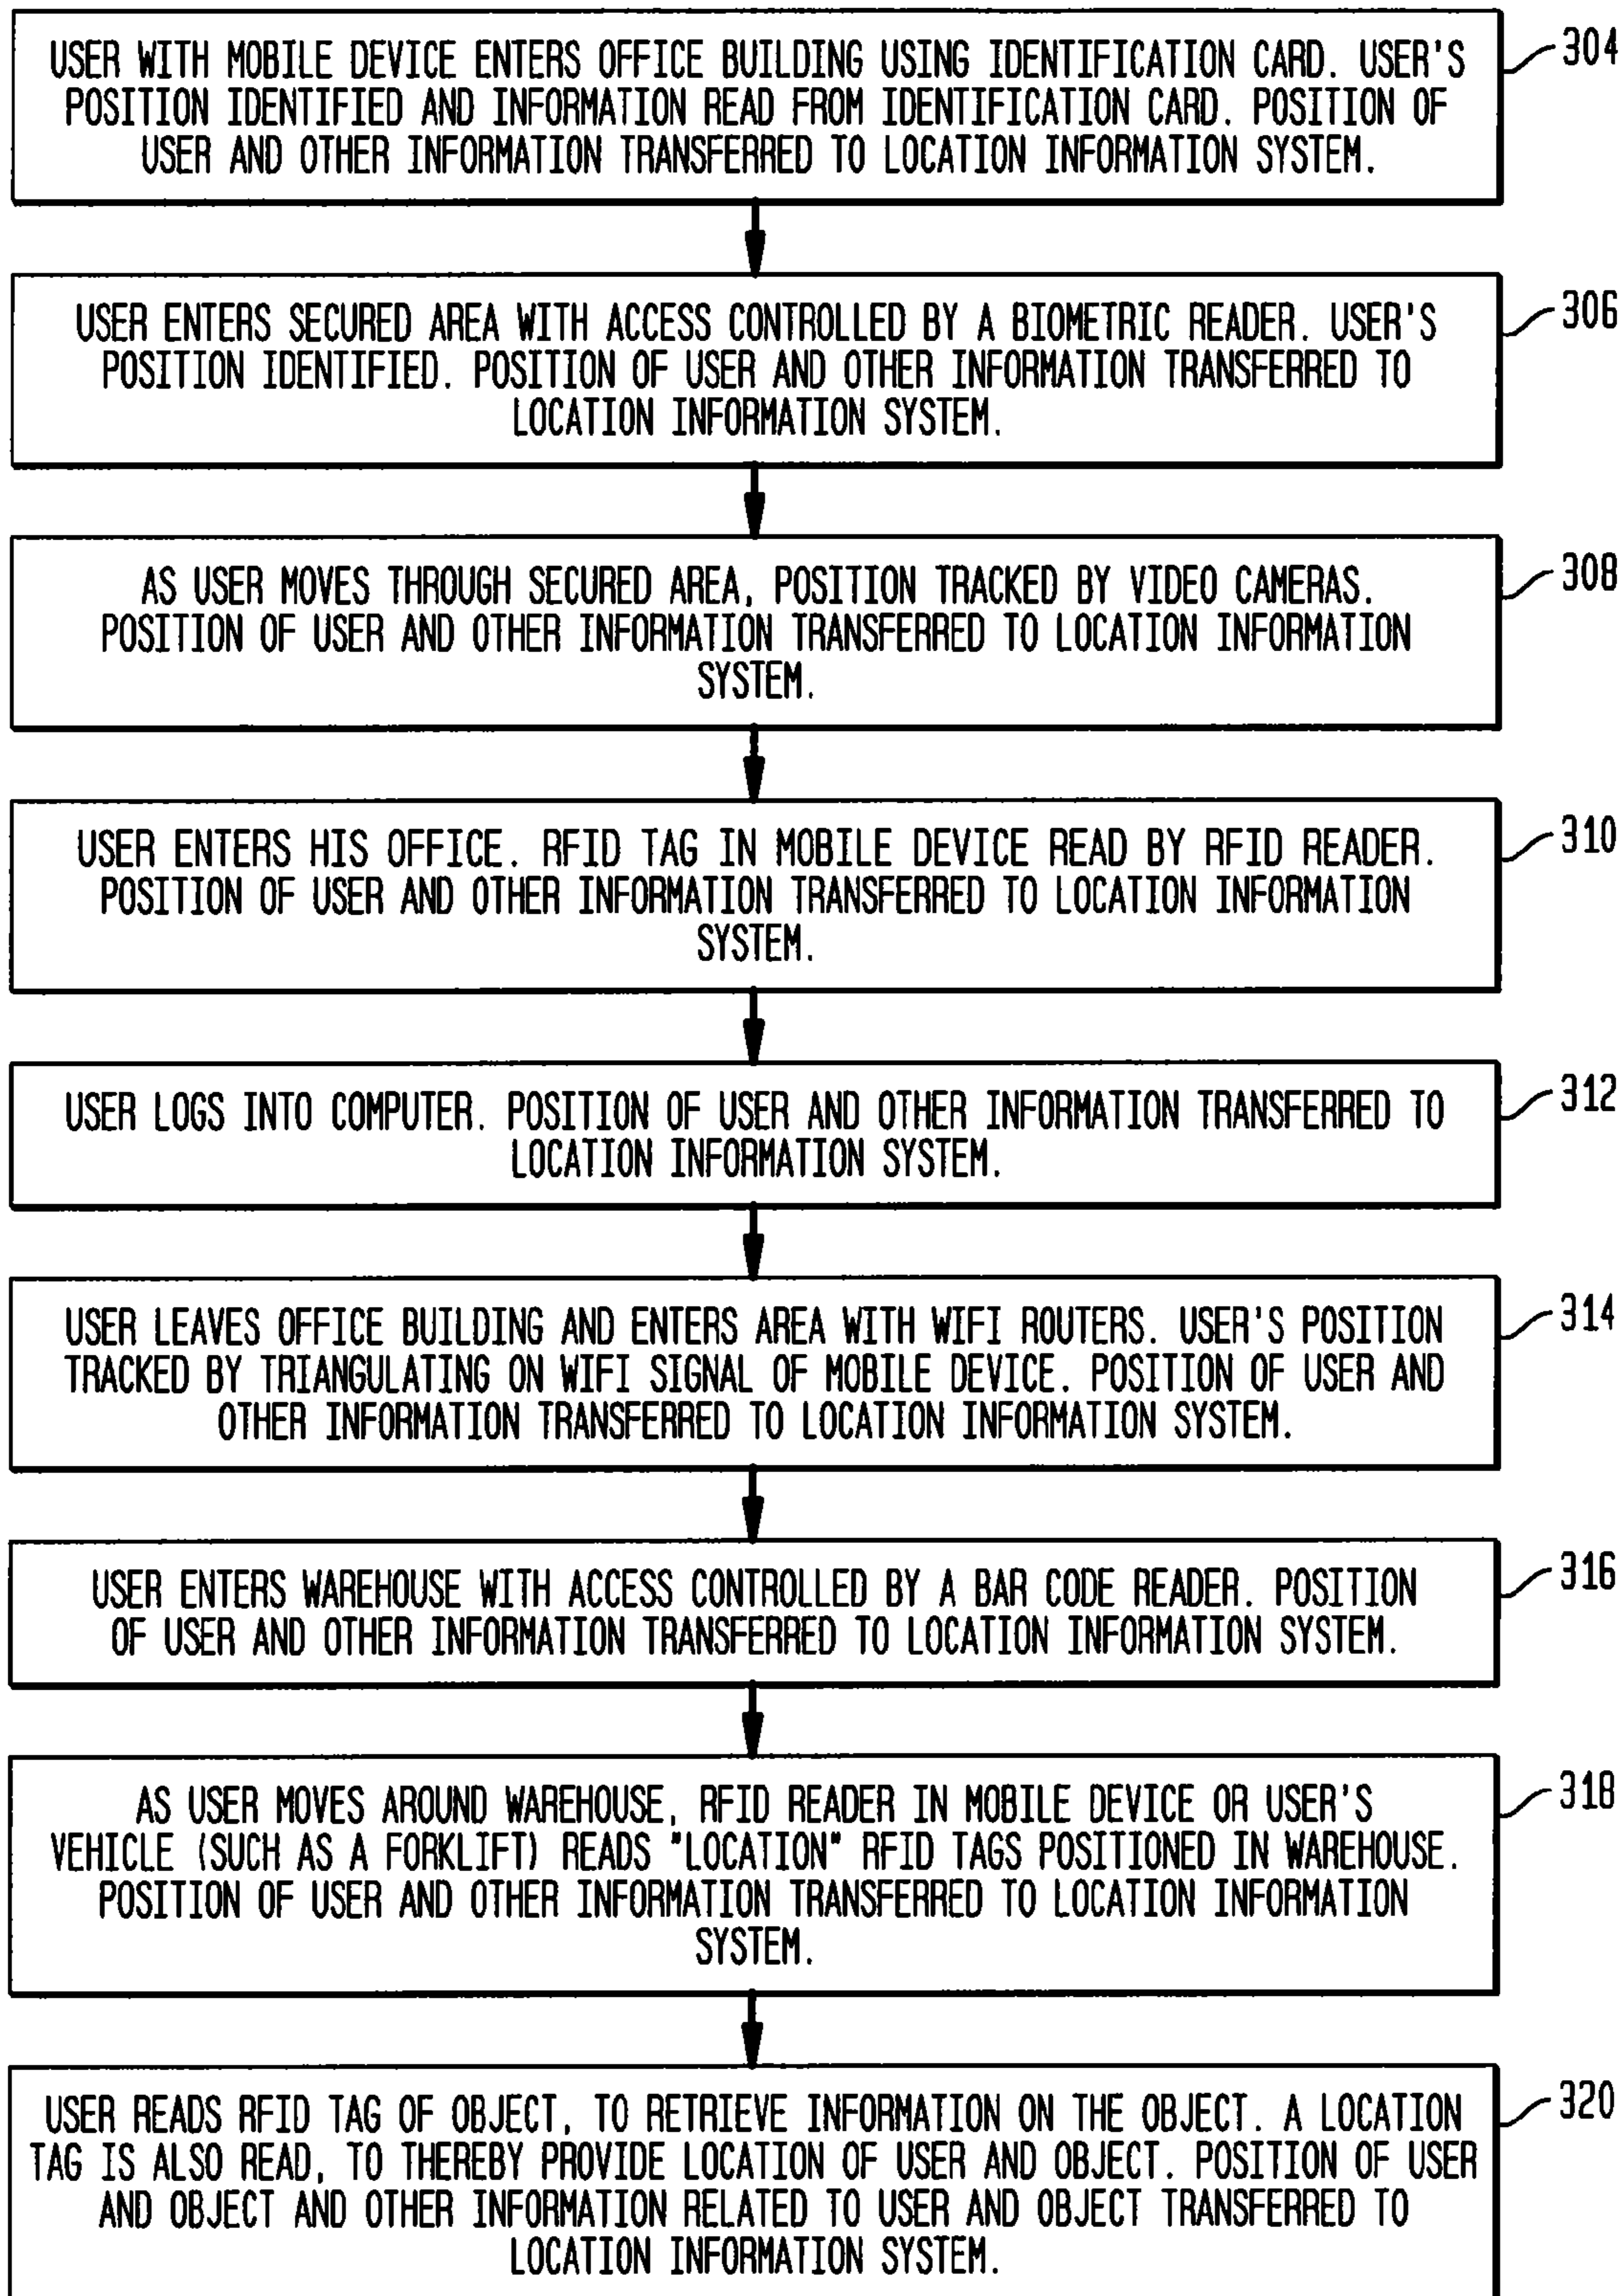 USER WITH MOBILE DEVICE ENTERS OFFICE BUILDING USING IDENTIFICATION CARD. USER'S
POSITION IDENTIFIED AND INFORMATION READ FROM IDENTIFICATION CARD. POSITION OF
USER AND OTHER INFORMATION TRANSFERRED TO LOCATION INFORMATION SYSTEM.
304
USER ENTERS SECURED AREA WITH ACCESS CONTROLLED BY A BIOMETRIC READER. USER'S
POSITION IDENTIFIED. POSITION OF USER AND OTHER INFORMATION TRANSFERRED TO
LOCATION INFORMATION SYSTEM.
306
AS USER MOVES THROUGH SECURED AREA, POSITION TRACKED BY VIDEO CAMERAS.
POSITION OF USER AND OTHER INFORMATION TRANSFERRED TO LOCATION INFORMATION
SYSTEM.
308
USER ENTERS HIS OFFICE. RFID TAG IN MOBILE DEVICE READ BY RFID READER.
POSITION OF USER AND OTHER INFORMATION TRANSFERRED TO LOCATION INFORMATION
SYSTEM.
310
USER LOGS INTO COMPUTER. POSITION OF USER AND OTHER INFORMATION TRANSFERRED TO
LOCATION INFORMATION SYSTEM.
312
USER LEAVES OFFICE BUILDING AND ENTERS AREA WITH WIFI ROUTERS. USER'S POSITION
TRACKED BY TRIANGULATING ON WIFI SIGNAL OF MOBILE DEVICE. POSITION OF USER AND
OTHER INFORMATION TRANSFERRED TO LOCATION INFORMATION SYSTEM.
314
USER ENTERS WAREHOUSE WITH ACCESS CONTROLLED BY A BAR CODE READER. POSITION
OF USER AND OTHER INFORMATION TRANSFERRED TO LOCATION INFORMATION SYSTEM.
316
AS USER MOVES AROUND WAREHOUSE, RFID READER IN MOBILE DEVICE OR USER'S
VEHICLE (SUCH AS A FORKLIFT) READS "LOCATION" RFID TAGS POSITIONED IN WAREHOUSE.
POSITION OF USER AND OTHER INFORMATION TRANSFERRED TO LOCATION INFORMATION
SYSTEM.
318
USER READS RFID TAG OF OBJECT, TO RETRIEVE INFORMATION ON THE OBJECT. A LOCATION
TAG IS ALSO READ, TO THEREBY PROVIDE LOCATION OF USER AND OBJECT. POSITION OF USER
AND OBJECT AND OTHER INFORMATION RELATED TO USER AND OBJECT TRANSFERRED TO
LOCATION INFORMATION SYSTEM.
320